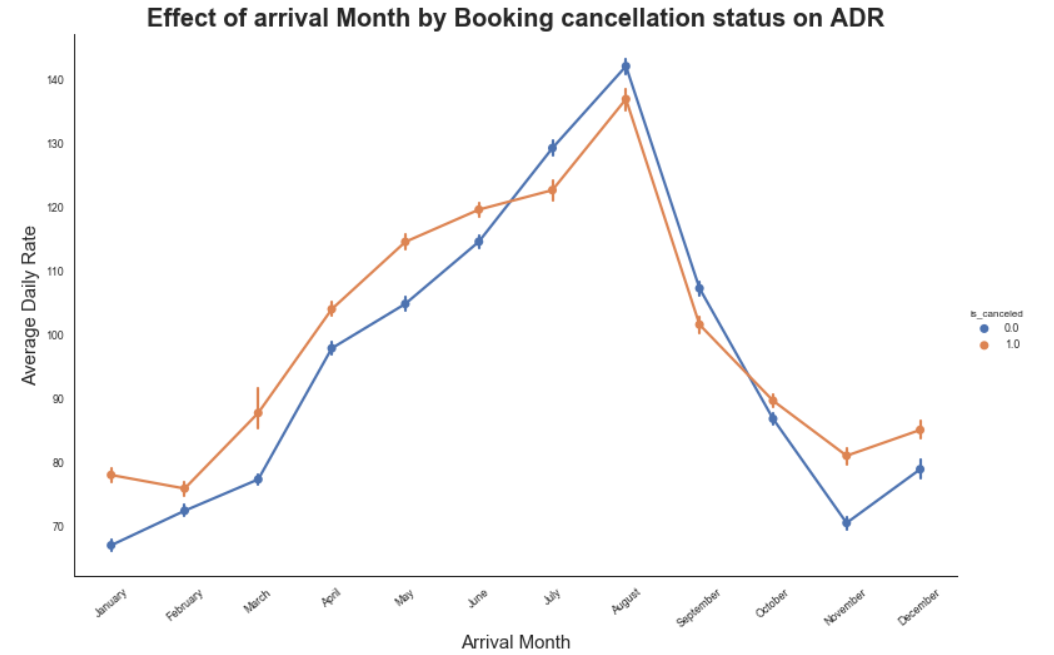 Effect of arrival Month by Booking cancellation status on ADR
Average Daily Rate
140
130
120
110
100
90
80
70
January
February
March
April
May
June
July
August
September
October
November
December
Arrival Month
is_canceled
0.0
1.0